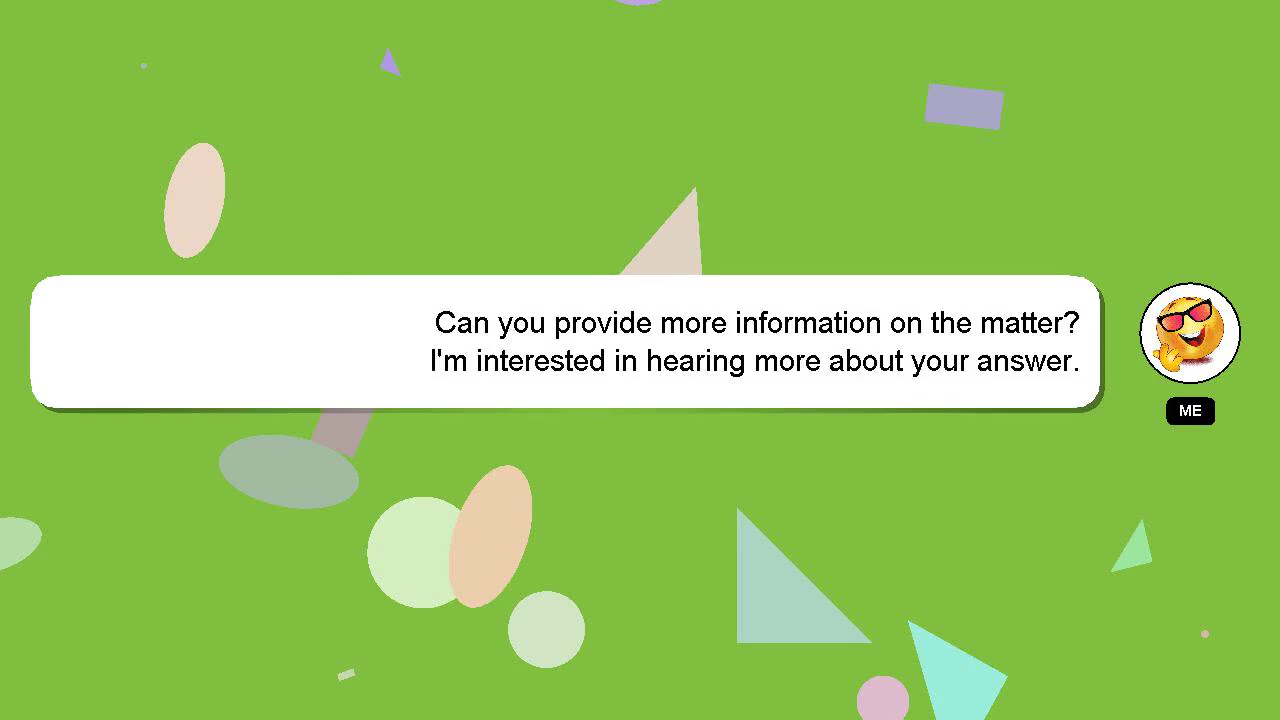 Can you provide more information on the matter?
I'm interested in hearing more about your answer.
ME